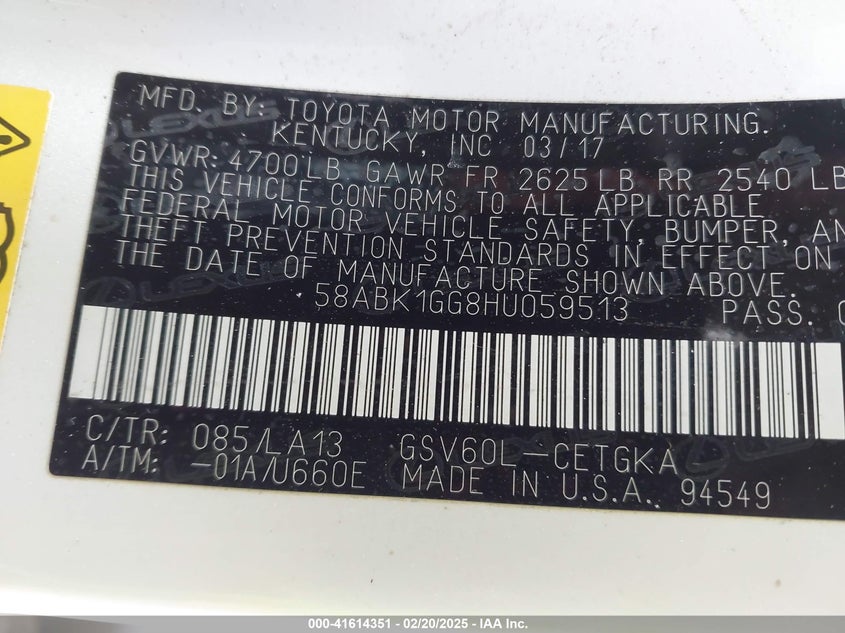 MFD. BY: TOYOTA MOTOR MANUFACTURING.
KENTUCKY, INC 03/17
GVWR: 4700LB GAWR FR 2625LB RR 2540 LB
THIS VEHICLE CONFORMS TO ALL APPLICABLE
FEDERAL MOTOR VEHICLE SAFETY, BUMPER, AN
THEFT PREVENTION STANDARDS IN EFFECT ON
THE DATE OF MANUFACTURE SHOWN ABOVE.
58ABK1GG8HU059513 PASS.
C/TR: 085/LA13 GSV60L-CETGKA
A/TM: -01A/U660E MADE IN U.S.A. 94549
000-41614351 | 02/20/2025 - IAA Inc.